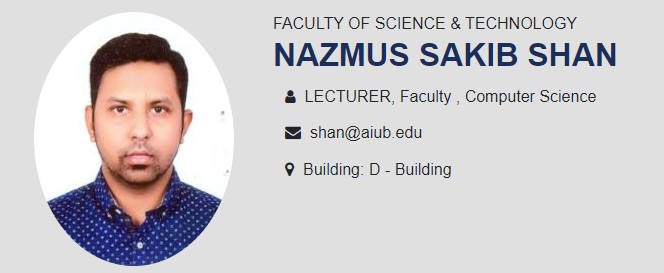 FACULTY OF SCIENCE & TECHNOLOGY
NAZMUS SAKIB SHAN
LECTURER, Faculty , Computer Science
shan@aiub.edu
Building: D - Building